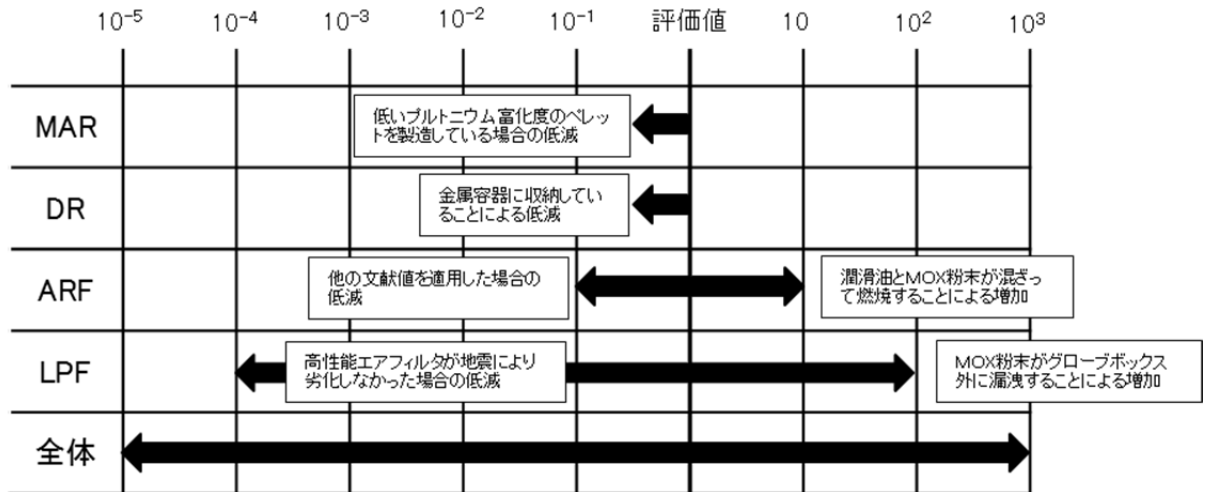 10⁻⁵ 10⁻⁴ 10⁻³ 10⁻² 10⁻¹ 評価値 10 10² 10³
MAR
低いプルトニウム富化度のペレッ
トを製造している場合の低減
DR
金属容器に収納してい
ることによる低減
ARF
他の文献値を適用した場合の
低減
潤滑油とMOX粉末が混ざっ
て燃焼することによる増加
LPF
高性能エアフィルタが地震により
劣化しなかった場合の低減
MOX粉末がグローブボックス
外に漏洩することによる増加
全体